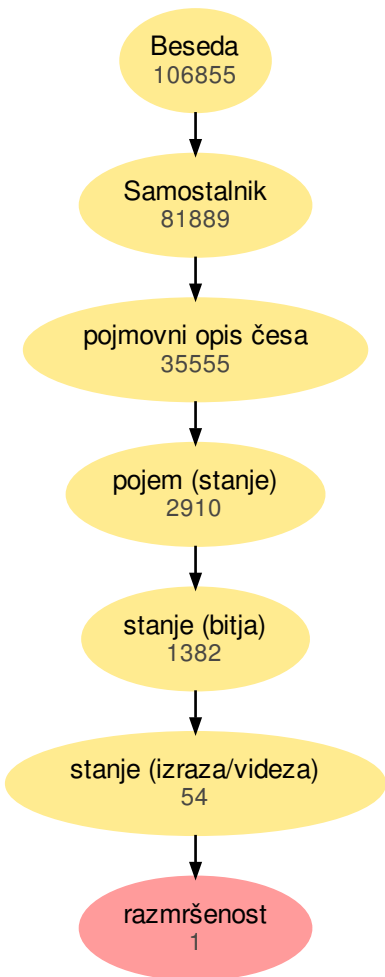 Beseda
106855
Samostalnik
81889
pojmovni opis česa
35555
pojem (stanje)
2910
stanje (bitja)
1382
stanje (izraza/videza)
54
razmršenost
1